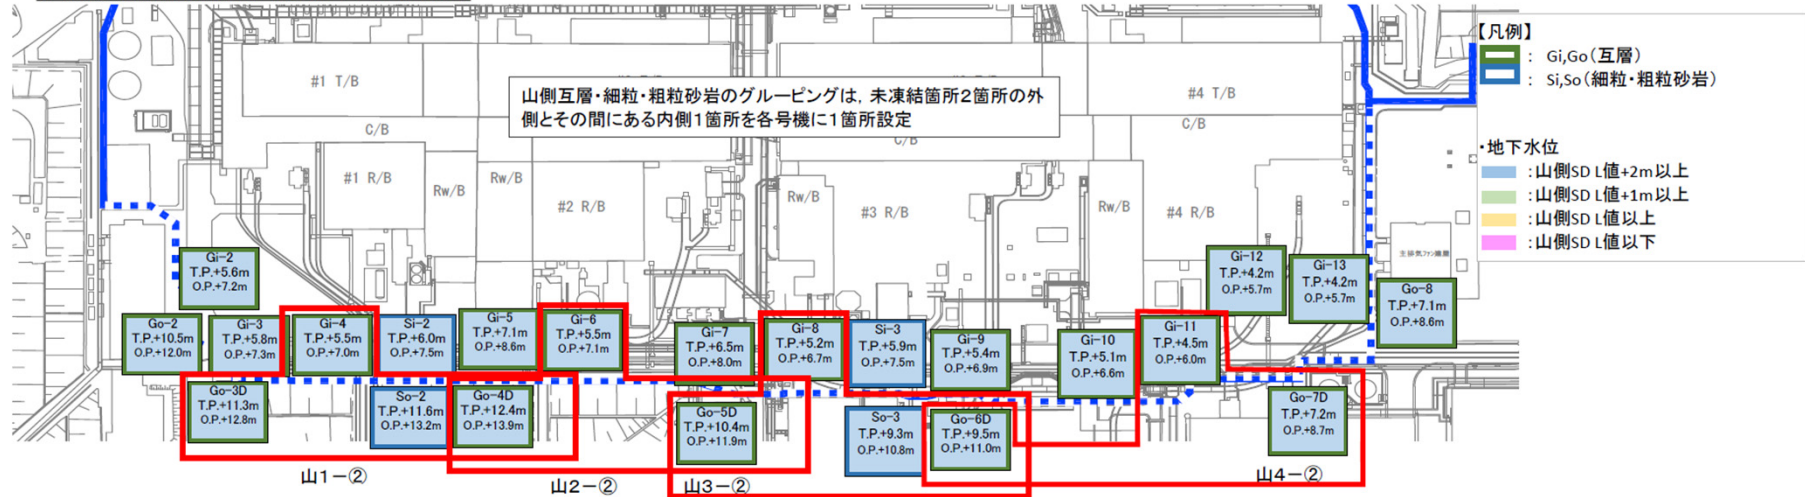 【凡例】
： Gi,Go（互層）
： Si,So（細粒・粗粒砂岩）
・地下水位
：山側SD L値+2m以上
：山側SD L値+1m以上
：山側SD L値以上
：山側SD L値以下
#1 T/B
#4 T/B
山側互層・細粒・粗粒砂岩のグルーピングは，未凍結箇所2箇所の外
側とその間にある内側1箇所を各号機に1箇所設定
C/B
C/B
C/B
#1 R/B
Rw/B
Rw/B
#2 R/B
Rw/B
#3 R/B
Rw/B
#4 R/B
主排気ファン建屋
Gi-2
T.P.+5.6m
O.P.+7.2m
Gi-12
T.P.+4.2m
O.P.+5.7m
Gi-13
T.P.+4.2m
O.P.+5.7m
Go-8
T.P.+7.1m
O.P.+8.6m
Go-2
T.P.+10.5m
O.P.+12.0m
Gi-3
T.P.+5.8m
O.P.+7.3m
Gi-4
T.P.+5.5m
O.P.+7.0m
Si-2
T.P.+6.0m
O.P.+7.5m
Gi-5
T.P.+7.1m
O.P.+8.6m
Gi-6
T.P.+5.5m
O.P.+7.1m
Gi-7
T.P.+6.5m
O.P.+8.0m
Gi-8
T.P.+5.2m
O.P.+6.7m
Si-3
T.P.+5.9m
O.P.+7.5m
Gi-9
T.P.+5.4m
O.P.+6.9m
Gi-10
T.P.+5.1m
O.P.+6.6m
Gi-11
T.P.+4.5m
O.P.+6.0m
Go-3D
T.P.+11.3m
O.P.+12.8m
So-2
T.P.+11.6m
O.P.+13.2m
Go-4D
T.P.+12.4m
O.P.+13.9m
Go-5D
T.P.+10.4m
O.P.+11.9m
So-3
T.P.+9.3m
O.P.+10.8m
Go-6D
T.P.+9.5m
O.P.+11.0m
Go-7D
T.P.+7.2m
O.P.+8.7m
山1-②
山2-②
山3-②
山4-②